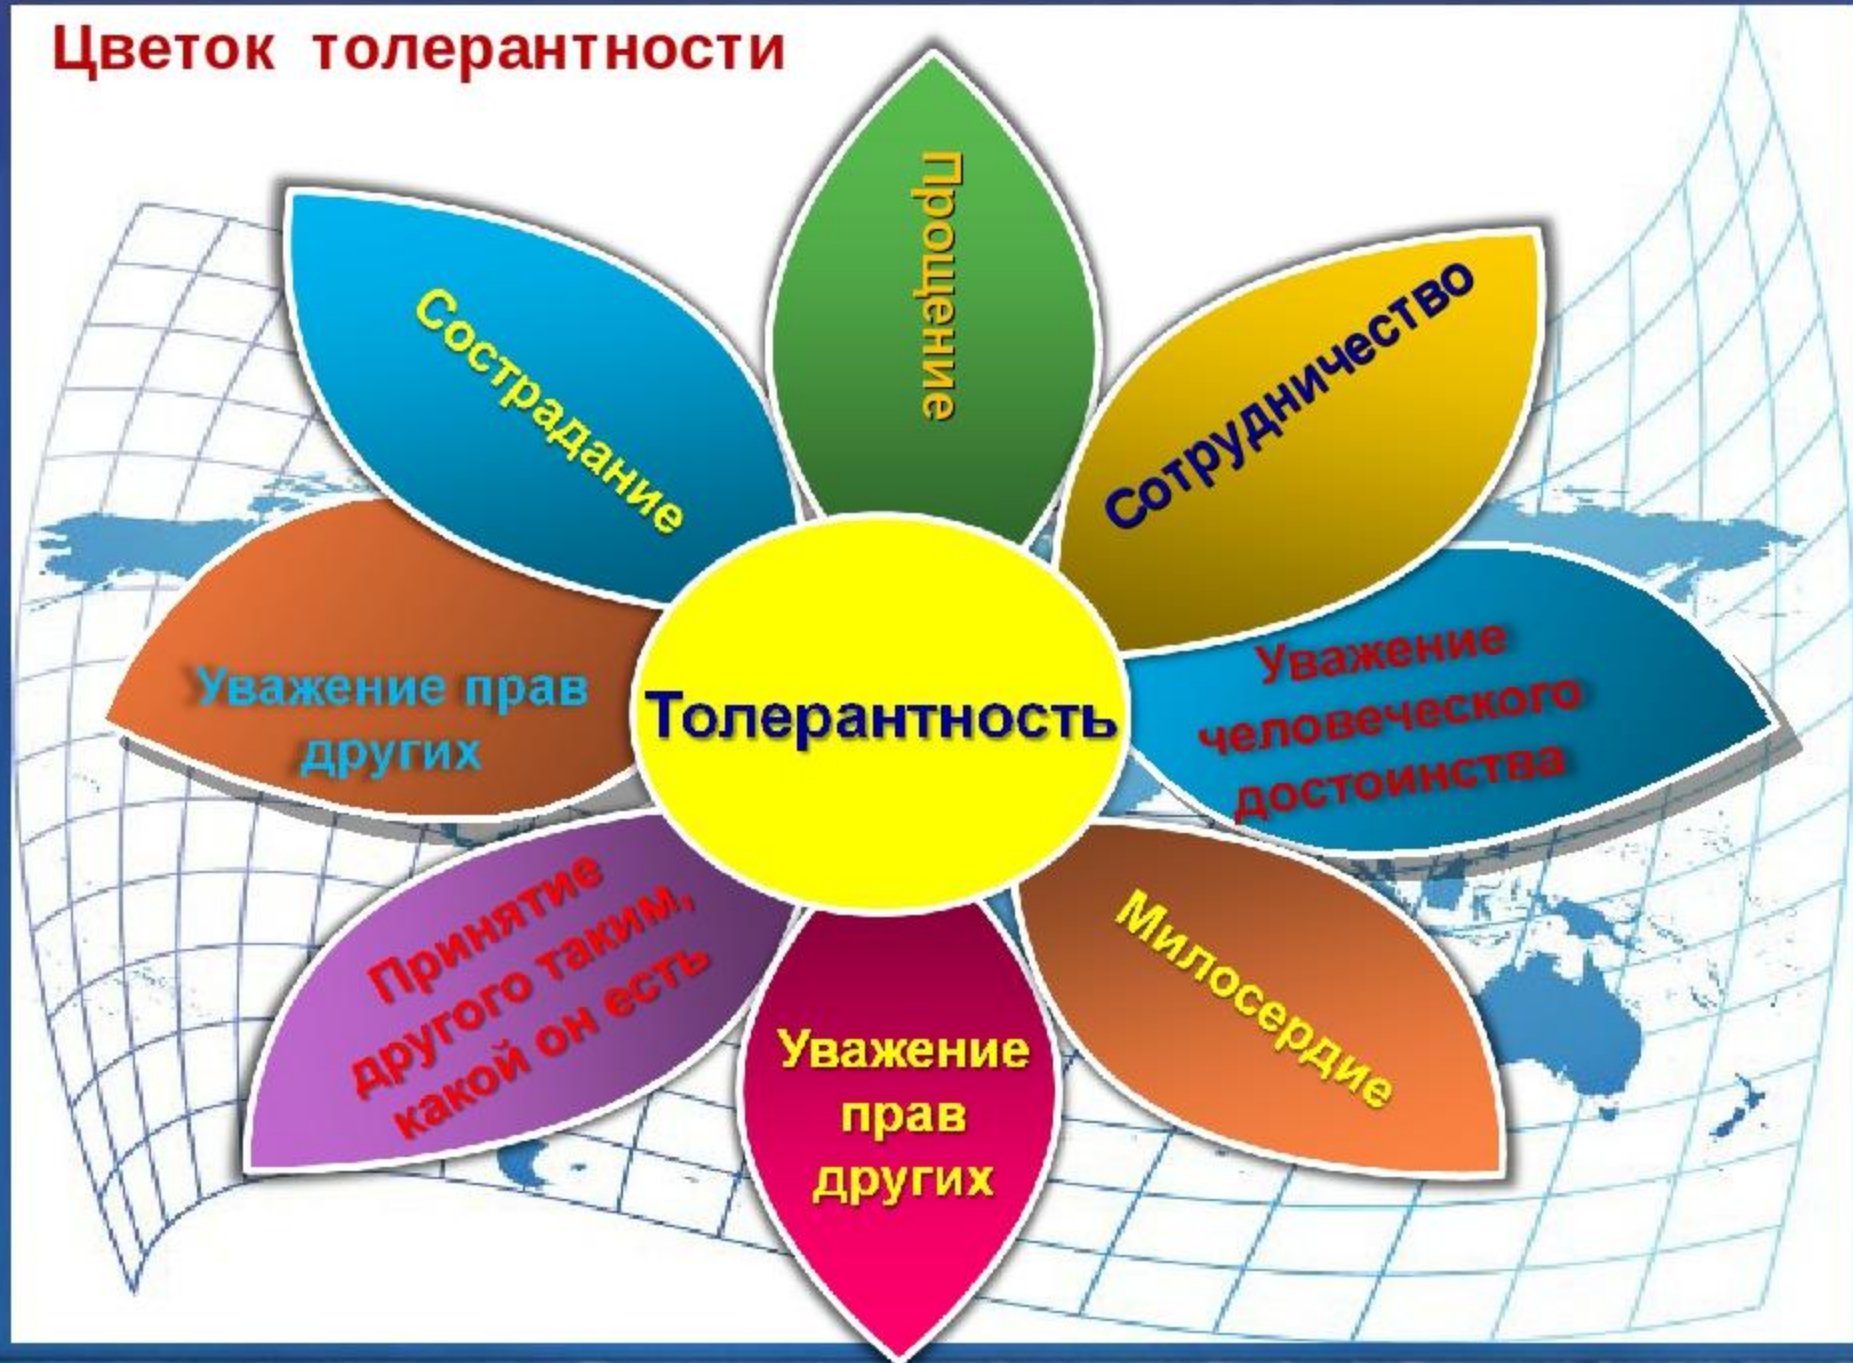 Цветок толерантности
Прощение
Сострадание
Сотрудничество
Уважение прав
других
Толерантность
Уважение
человеческого
достоинства
Принятие
другого таким,
какой он есть
Уважение
прав
других
Милосердие